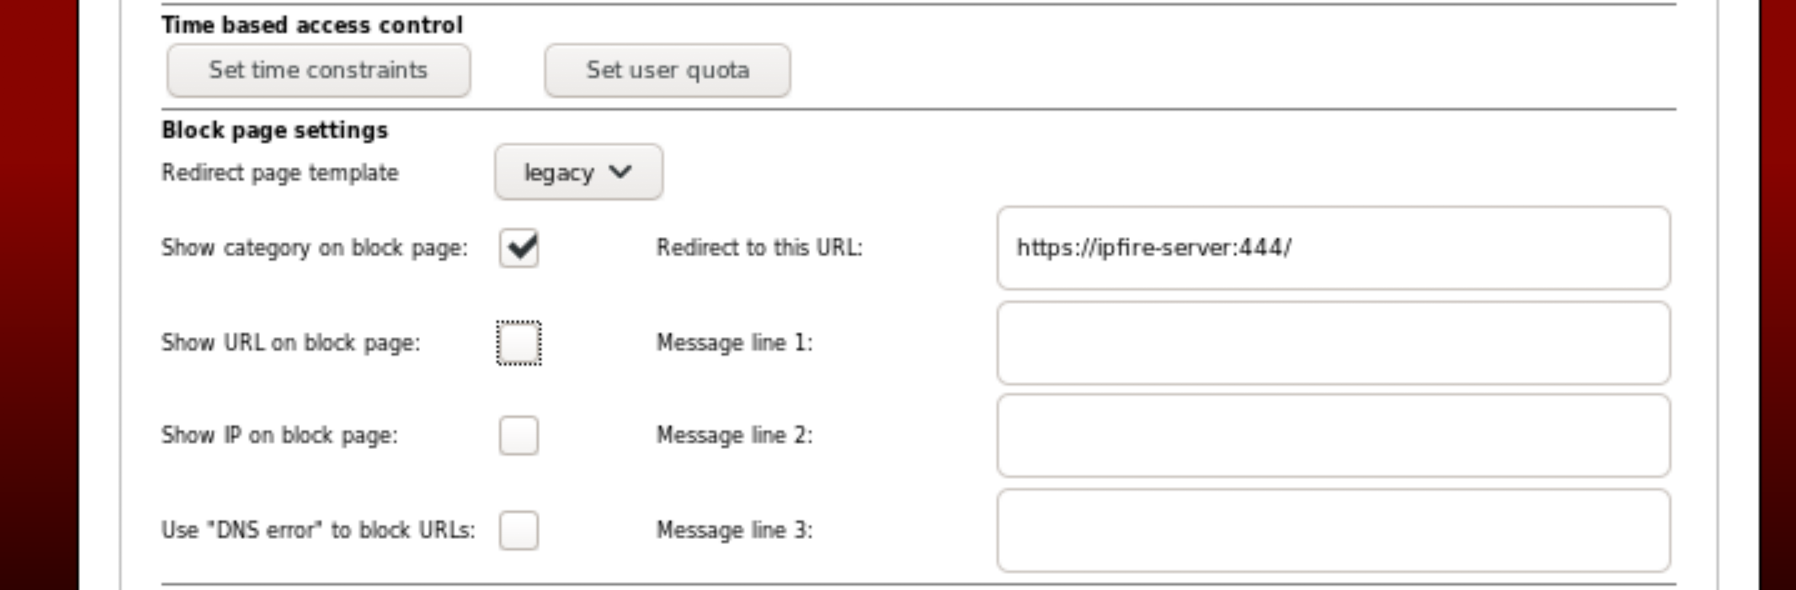 Time based access control
Set time constraints Set user quota
Block page settings
Redirect page template legacy
Show category on block page: Redirect to this URL: https://ipfire-server:444/
Show URL on block page: Message line 1:
Show IP on block page: Message line 2:
Use "DNS error" to block URLs: Message line 3: